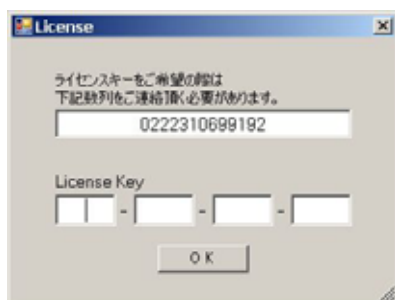 License
ライセンスキーをご希望の際は
下記数列をご連絡頂く必要があります。
0222310699192
License Key
- - -
OK